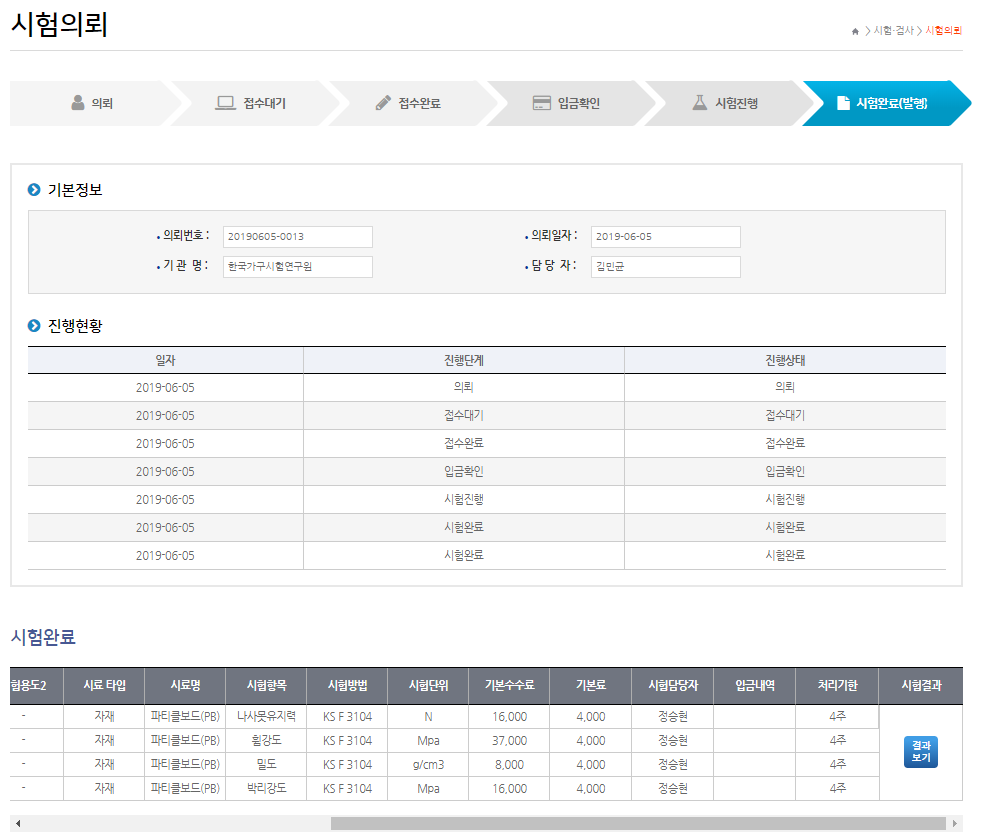 시험의뢰
시험·검사 시험의뢰
의뢰 접수대기 접수완료 입금확인 시험진행 시험완료(발행)
기본정보
의뢰번호 : 20190605-0013 의뢰일자 : 2019-06-05
기 관 명 : 한국가구시험연구원 담 당 자 : 김민균
진행현황
일자 진행단계 진행상태
2019-06-05 의뢰 의뢰
2019-06-05 접수대기 접수대기
2019-06-05 접수완료 접수완료
2019-06-05 입금확인 입금확인
2019-06-05 시험진행 시험진행
2019-06-05 시험완료 시험완료
2019-06-05 시험완료 시험완료
시험완료
험용도2 시료 타입 시료명 시험항목 시험방법 시험단위 기본수수료 기본료 시험담당자 입금내역 처리기한 시험결과
- 자재 파티클보드(PB) 나사못유지력 KS F 3104 N 16,000 4,000 정승현 4주
- 자재 파티클보드(PB) 휨강도 KS F 3104 Mpa 37,000 4,000 정승현 4주
결과
보기
- 자재 파티클보드(PB) 밀도 KS F 3104 g/cm3 8,000 4,000 정승현 4주
- 자재 파티클보드(PB) 박리강도 KS F 3104 Mpa 16,000 4,000 정승현 4주